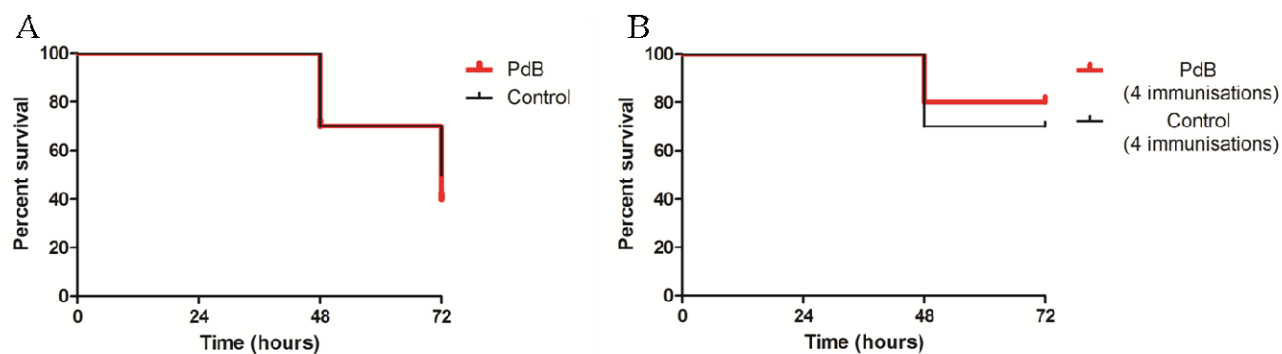 A
Percent survival
100
80
60
40
20
0
0 24 48 72
Time (hours)
PdB
Control
B
Percent survival
100
80
60
40
20
0
0 24 48 72
Time (hours)
PdB
(4 immunisations)
Control
(4 immunisations)